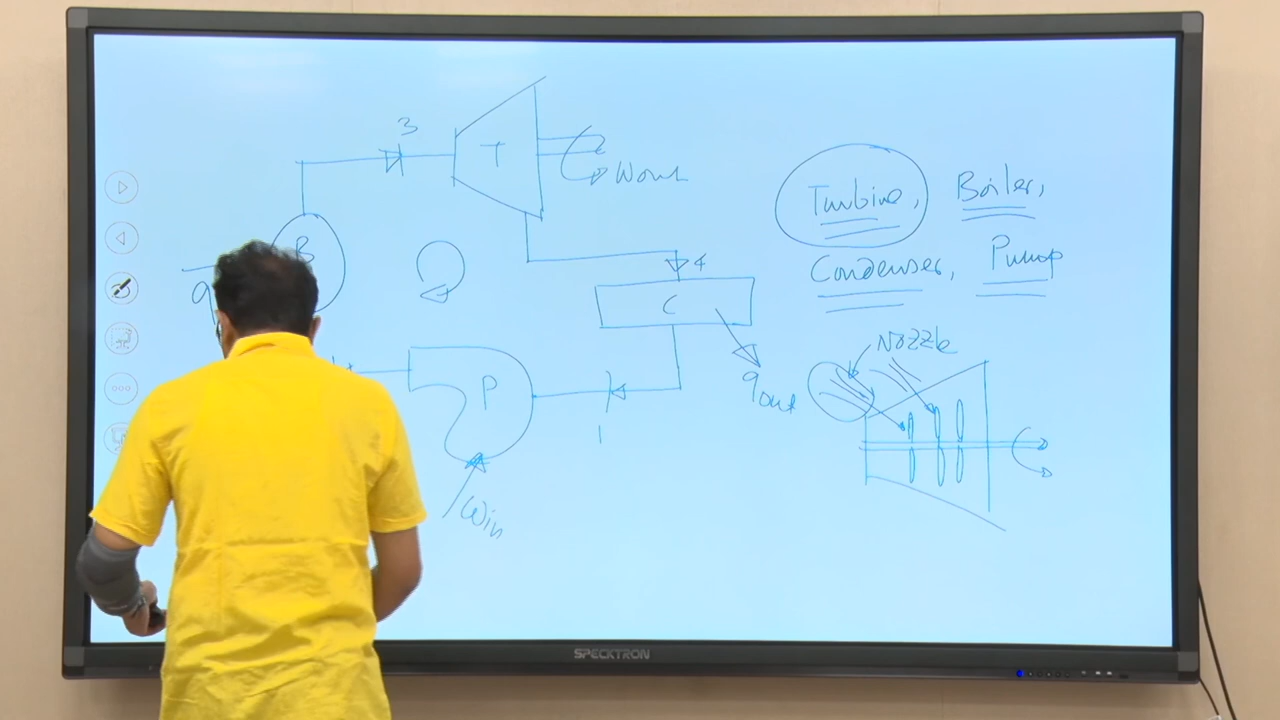 3
T
Wout
B
q
4
C
qout
P
1
Win
Turbine, Boiler,
Condenser, Pump
Nozzle
SPECKTRON